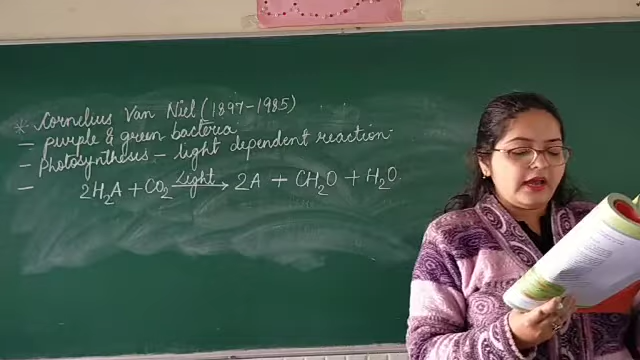 * Cornelius Van Niel (1897-1985)
– purple & green bacteria
– Photosynthesis – light dependent reaction.
– 2H₂A + CO₂ —Light→ 2A + CH₂O + H₂O